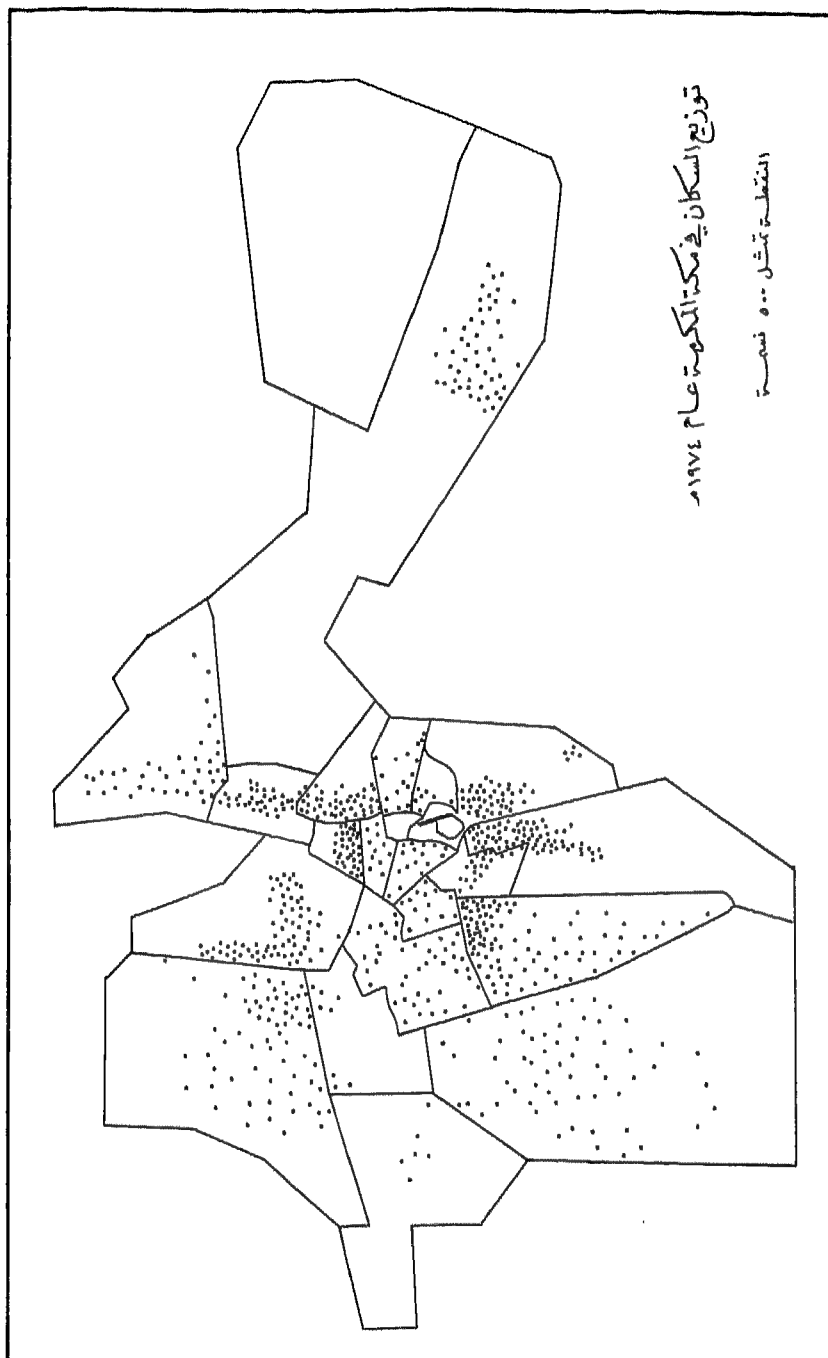 توزيع السكان في مكة المكرمة عام ١٩٧٤م
النقطة تمثل ٥٠٠ نسمة